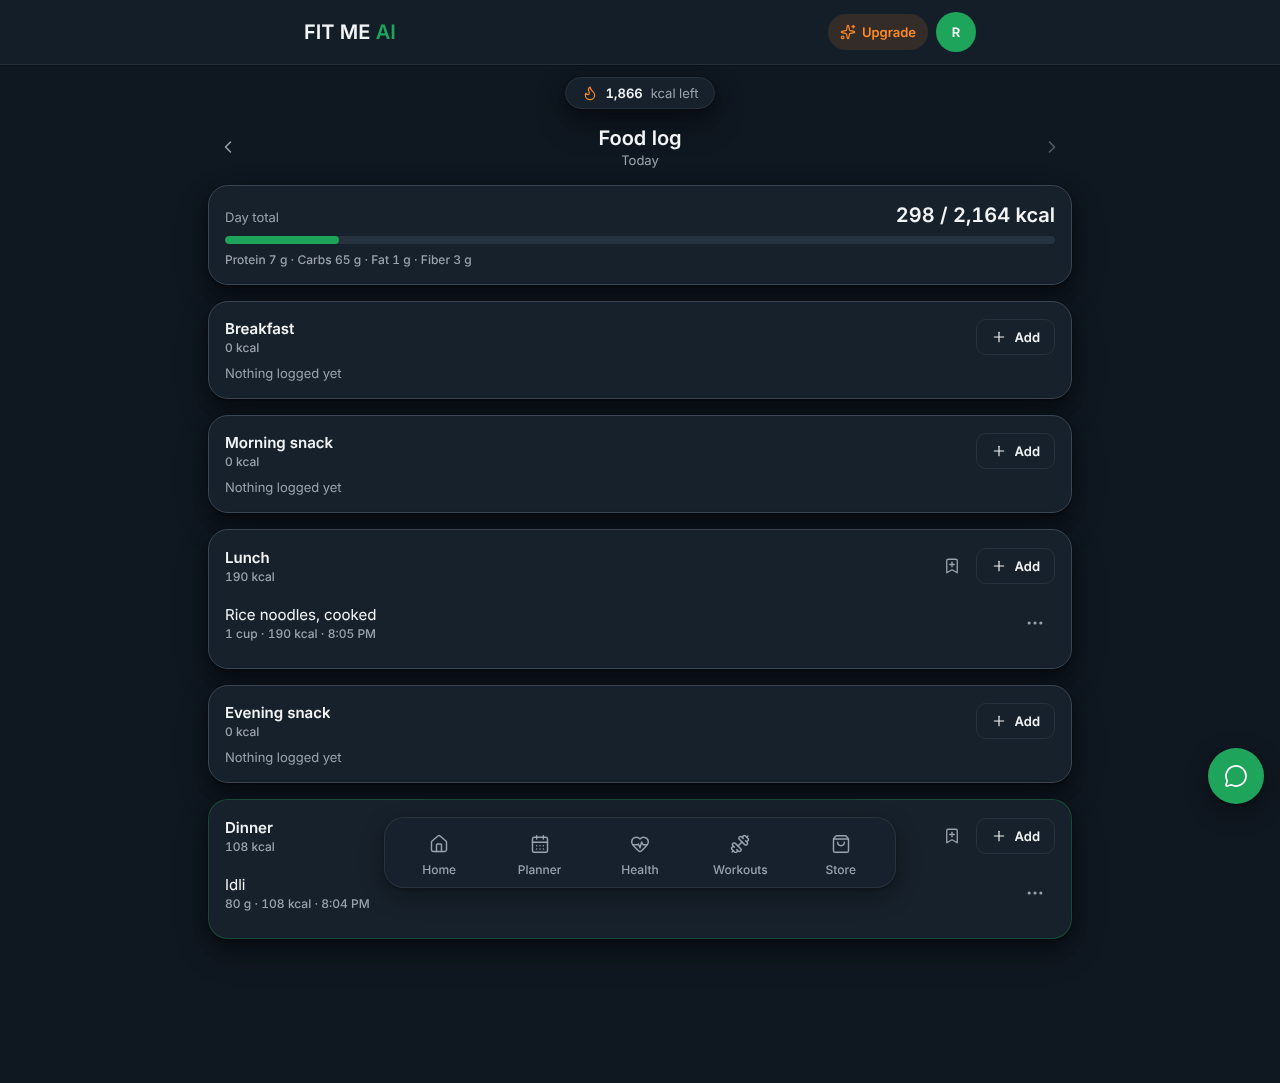 FIT ME AI
Upgrade
R
1,866 kcal left
Food log
Today
Day total
298 / 2,164 kcal
Protein 7 g · Carbs 65 g · Fat 1 g · Fiber 3 g
Breakfast
0 kcal
Add
Nothing logged yet
Morning snack
0 kcal
Add
Nothing logged yet
Lunch
190 kcal
Add
Rice noodles, cooked
1 cup · 190 kcal · 8:05 PM
Evening snack
0 kcal
Add
Nothing logged yet
Dinner
108 kcal
Add
Idli
80 g · 108 kcal · 8:04 PM
Home
Planner
Health
Workouts
Store